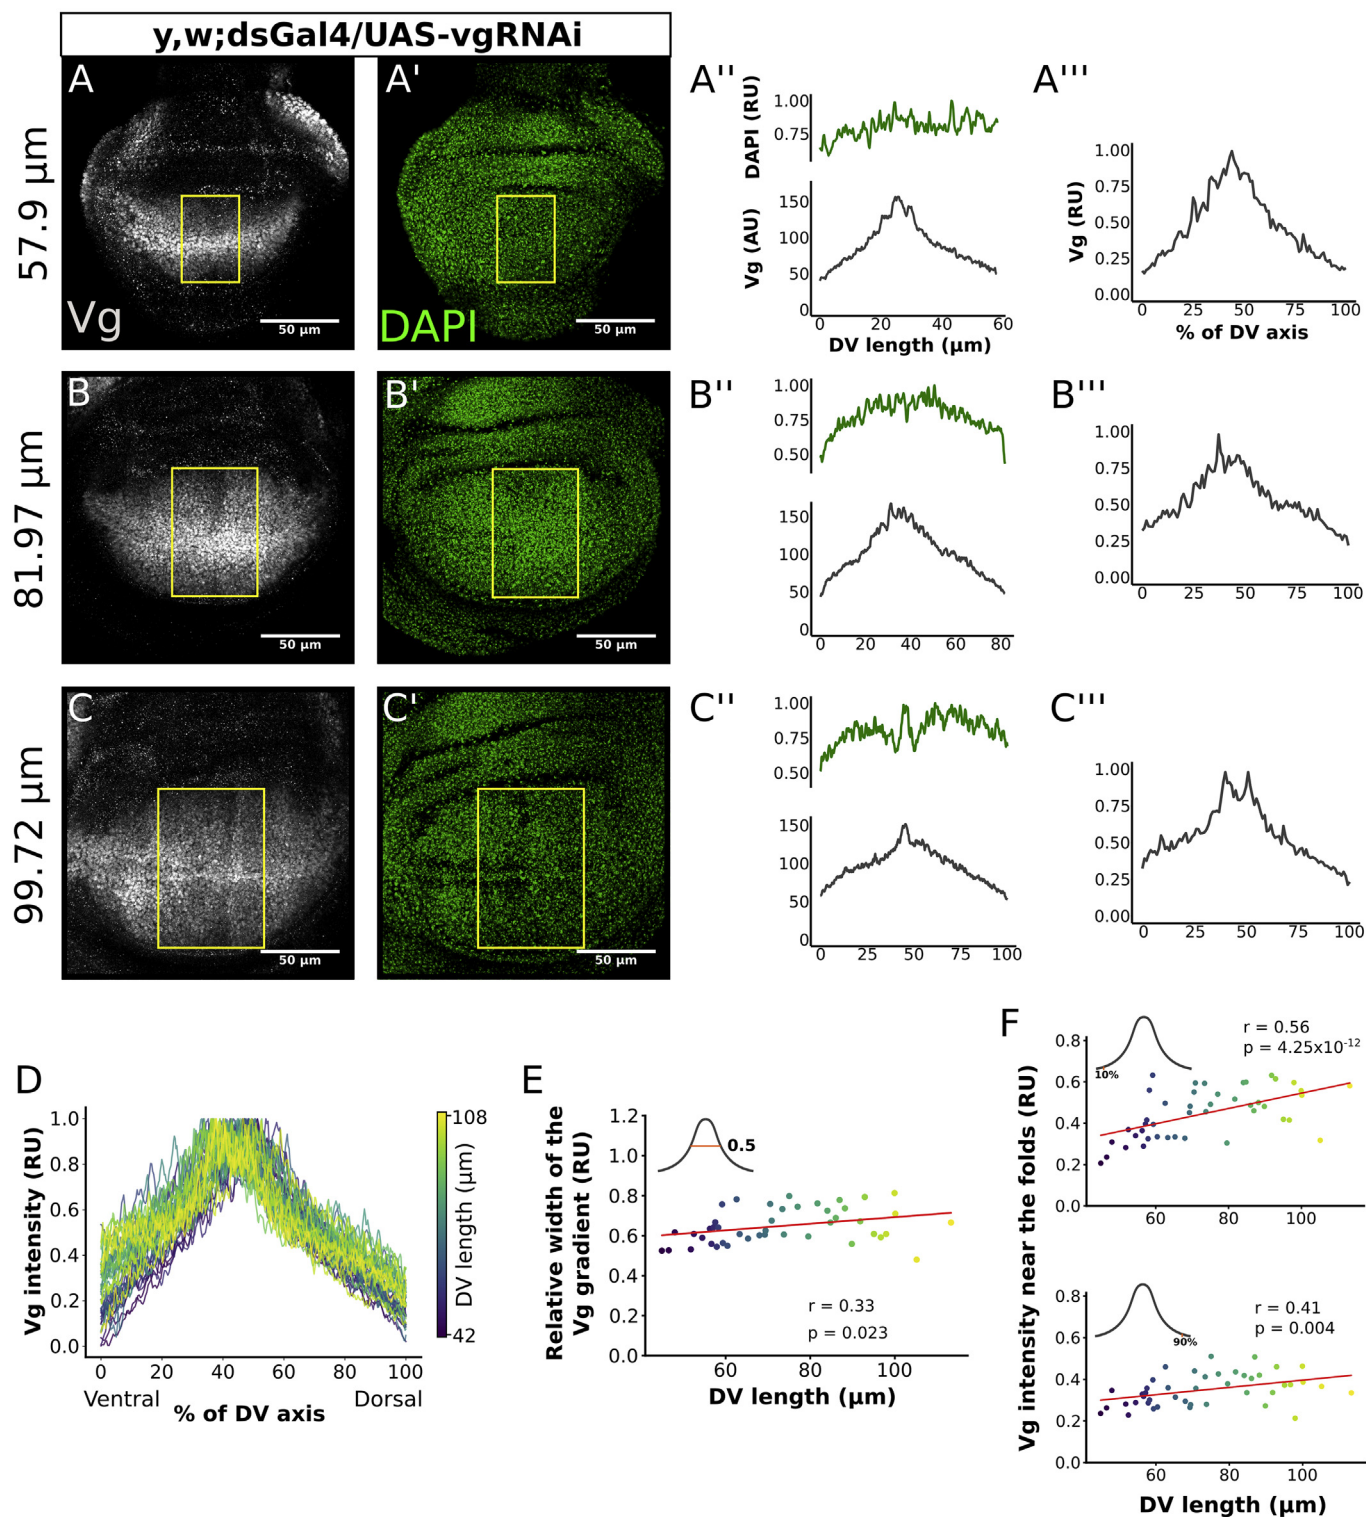 y,w;dsGal4/UAS-vgRNAi
57.9 µm
A
Vg
50 µm
A'
DAPI
50 µm
A''
DAPI (RU)
1.00
0.75
Vg (AU)
150
100
50
0
0 20 40 60
DV length (µm)
A'''
Vg (RU)
1.00
0.75
0.50
0.25
0.00
0 25 50 75 100
% of DV axis
81.97 µm
B
50 µm
B'
50 µm
B''
1.00
0.75
0.50
150
100
50
0
0 20 40 60 80
B'''
1.00
0.75
0.50
0.25
0.00
0 25 50 75 100
99.72 µm
C
50 µm
C'
50 µm
C''
1.00
0.75
0.50
150
100
50
0
0 25 50 75 100
C'''
1.00
0.75
0.50
0.25
0.00
0 25 50 75 100
D
Vg intensity (RU)
1.0
0.8
0.6
0.4
0.2
0.0
0 20 40 60 80 100
Ventral Dorsal
% of DV axis
108
DV length (µm)
42
E
Relative width of the
Vg gradient (RU)
1.2
1.0
0.8
0.6
0.4
0.2
0.0
0.5
r = 0.33
p = 0.023
60 80 100
DV length (µm)
F
Vg intensity near the folds (RU)
0.8
0.6
0.4
0.2
0.0
10%
r = 0.56
p = 4.25x10⁻¹²
60 80 100
0.8
0.6
0.4
0.2
0.0
90%
r = 0.41
p = 0.004
60 80 100
DV length (µm)